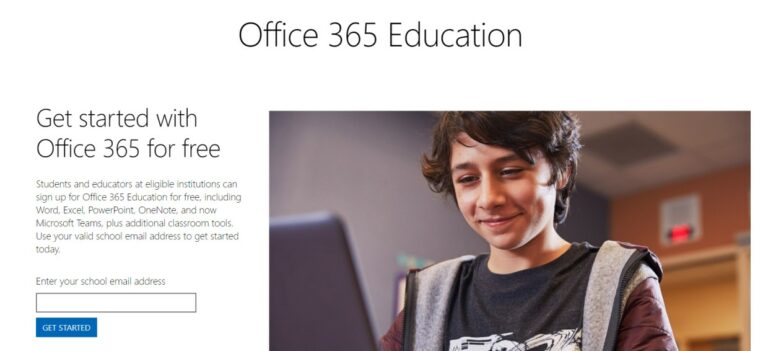 Office 365 Education
Get started with
Office 365 for free
Students and educators at eligible institutions can
sign up for Office 365 Education for free, including
Word, Excel, PowerPoint, OneNote, and now
Microsoft Teams, plus additional classroom tools.
Use your valid school email address to get started
today.
Enter your school email address
GET STARTED